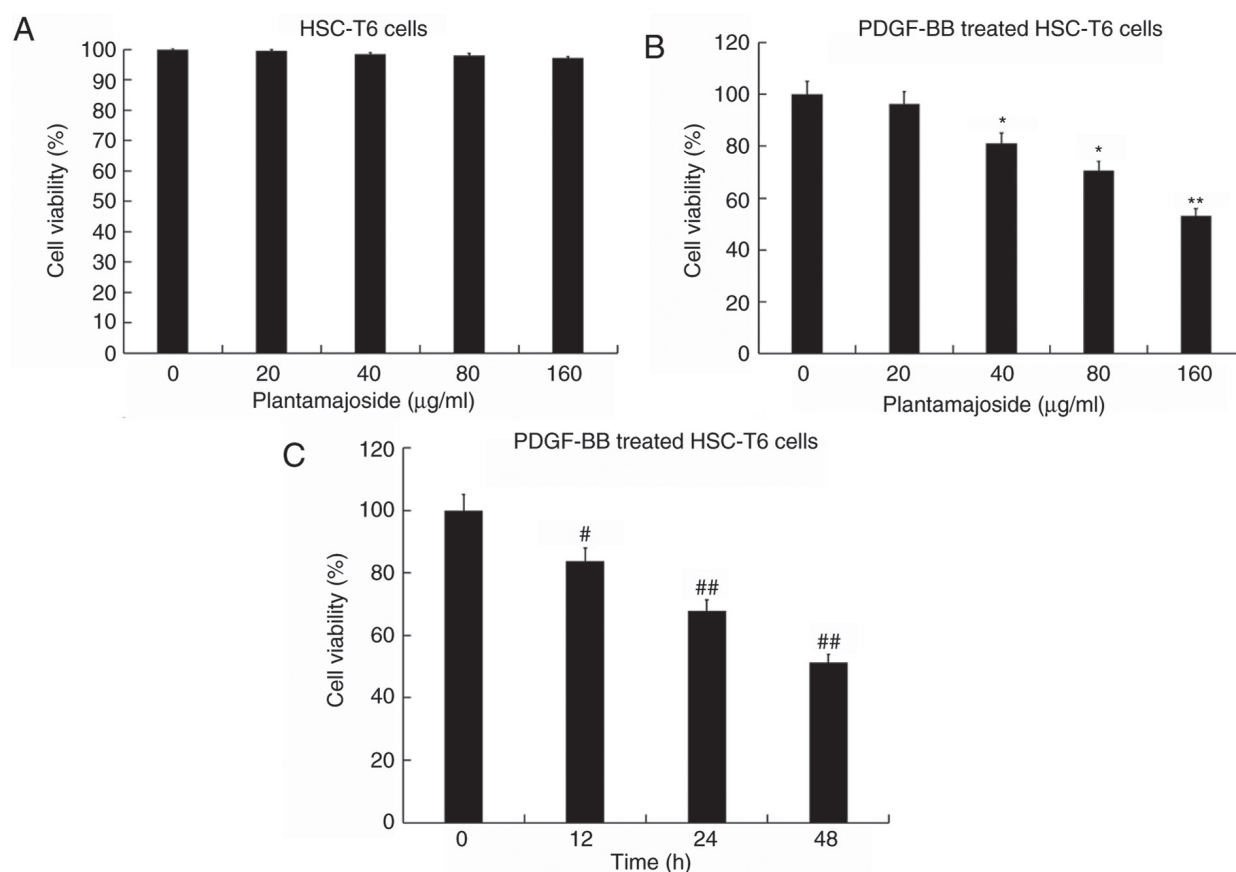 A
HSC-T6 cells
100
90
80
70
60
50
40
30
20
10
0
Cell viability (%)
0 20 40 80 160
Plantamajoside (μg/ml)
B
PDGF-BB treated HSC-T6 cells
120
100
80
60
40
20
0
Cell viability (%)
*
*
**
0 20 40 80 160
Plantamajoside (μg/ml)
C
PDGF-BB treated HSC-T6 cells
120
100
80
60
40
20
0
Cell viability (%)
#
##
##
0 12 24 48
Time (h)